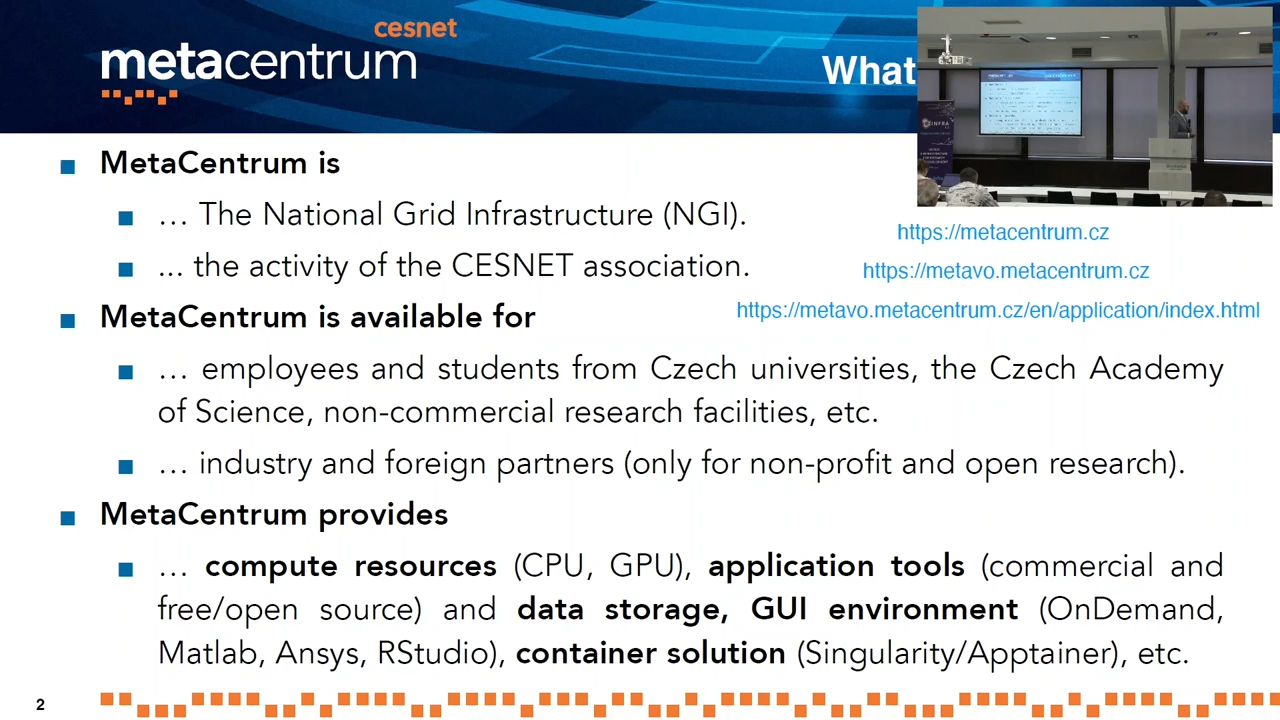 cesnet
metacentrum
What
MetaCentrum is
… The National Grid Infrastructure (NGI).
... the activity of the CESNET association.
https://metacentrum.cz
https://metavo.metacentrum.cz
https://metavo.metacentrum.cz/en/application/index.html
MetaCentrum is available for
… employees and students from Czech universities, the Czech Academy
of Science, non-commercial research facilities, etc.
… industry and foreign partners (only for non-profit and open research).
MetaCentrum provides
… compute resources (CPU, GPU), application tools (commercial and
free/open source) and data storage, GUI environment (OnDemand,
Matlab, Ansys, RStudio), container solution (Singularity/Apptainer), etc.
2